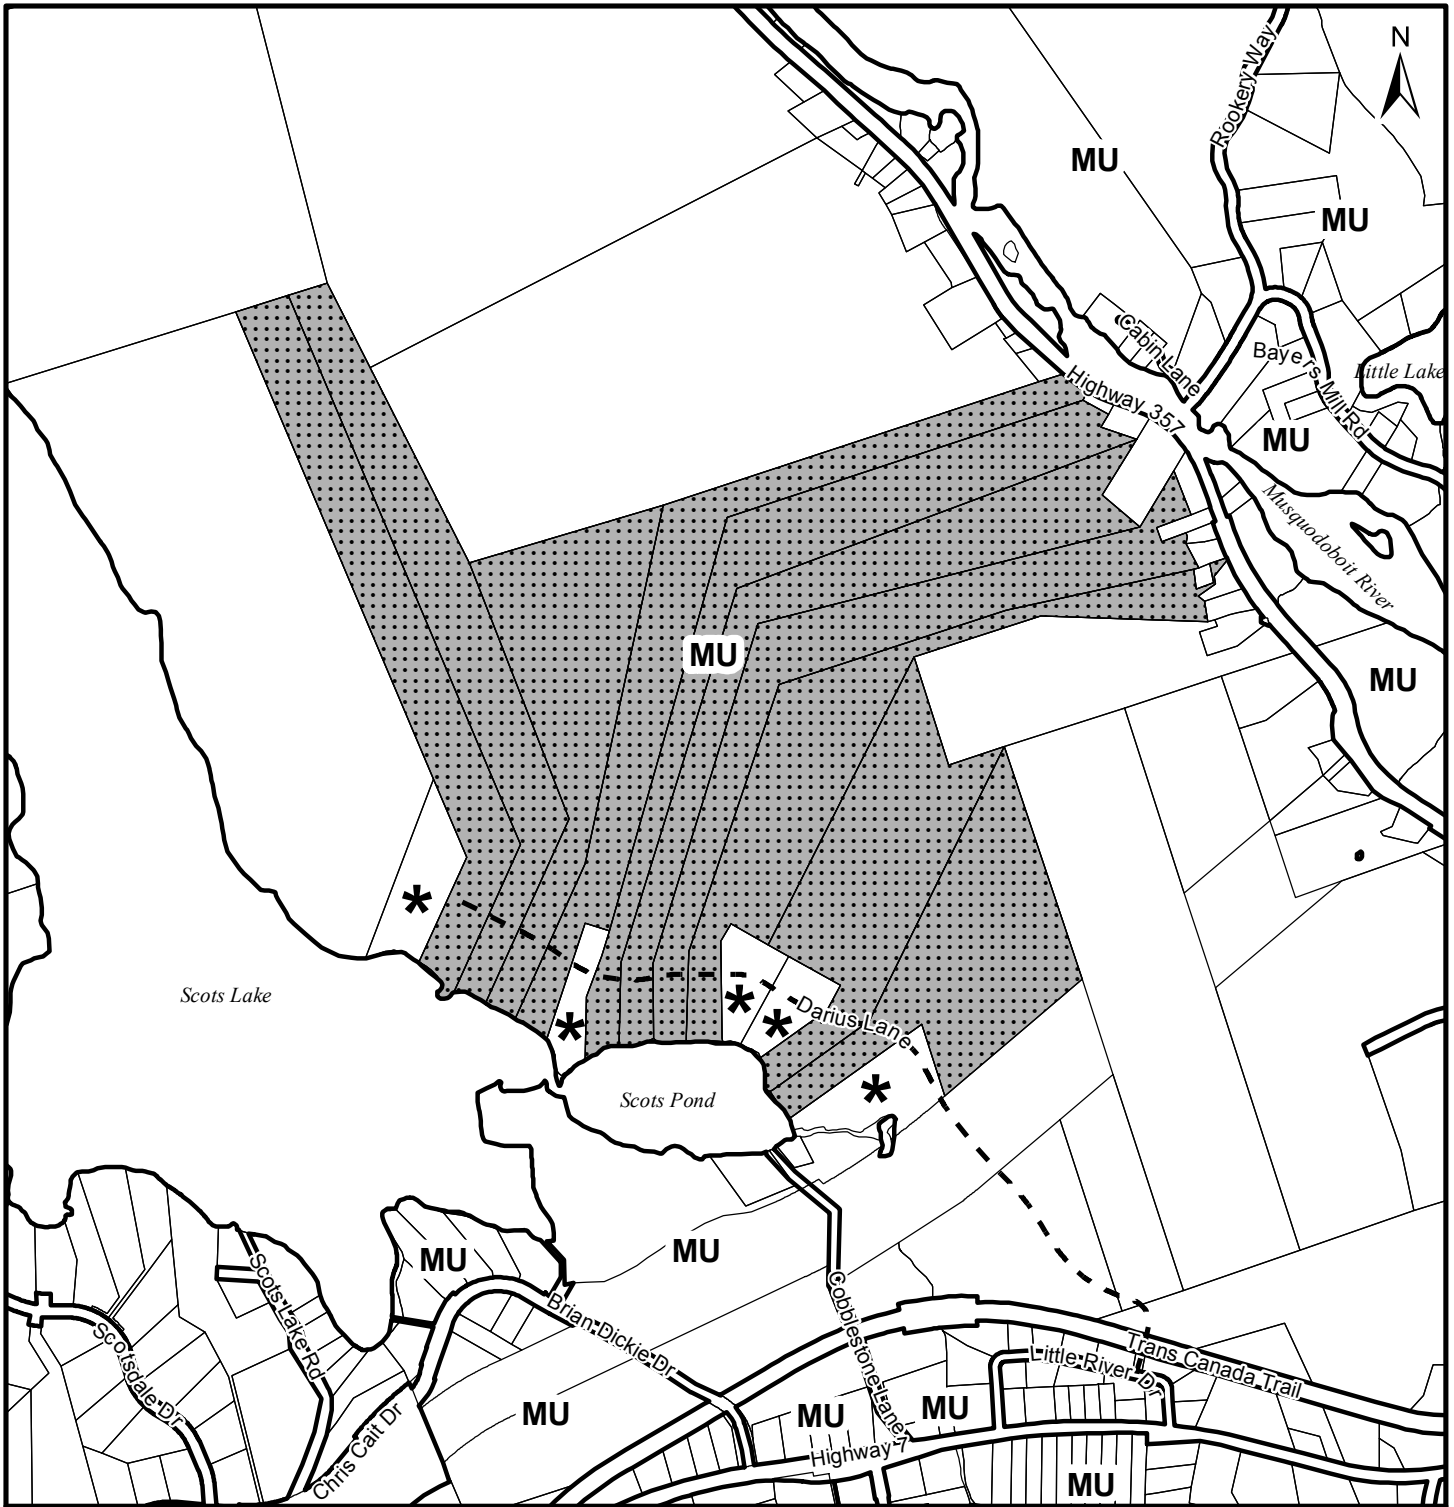 N
Rookery Way
MU
MU
Cabin Lane
Bayers Mill Rd
Little Lake
Highway 357
MU
Musquodoboit River
MU
MU
*
Scots Lake
*
*
*
Darius Lane
*
Scots Pond
MU
MU
Scots Lake Rd
Brian Dickie Dr
Cobblestone Lane
Scotsdale Dr
Trans Canada Trail
Little River Dr
Chris Cait Dr
MU
MU
MU
Highway 7
MU